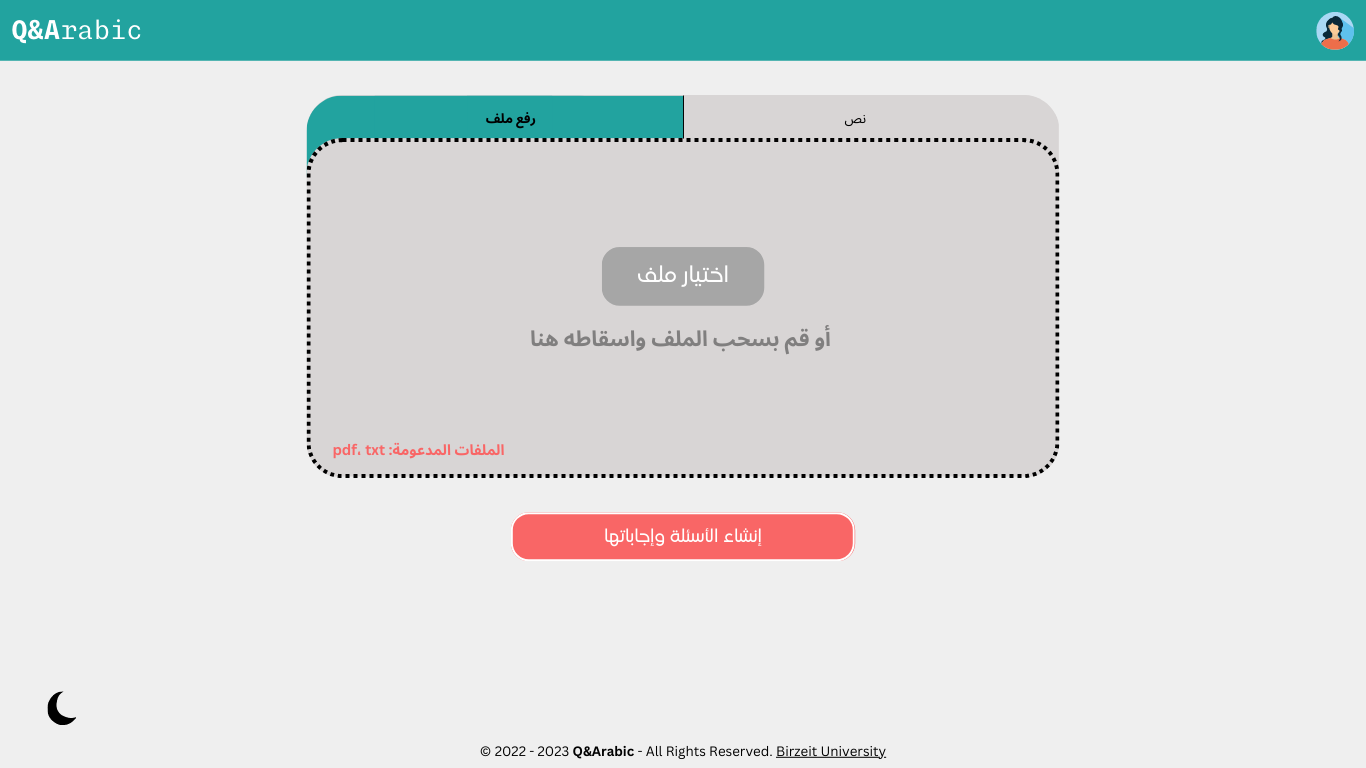 Q&Arabic
نص
رفع ملف
اختيار ملف
أو قم بسحب الملف واسقاطه هنا
الملفات المدعومة: pdf، txt
إنشاء الأسئلة وإجاباتها
© 2022 - 2023 Q&Arabic - All Rights Reserved. Birzeit University